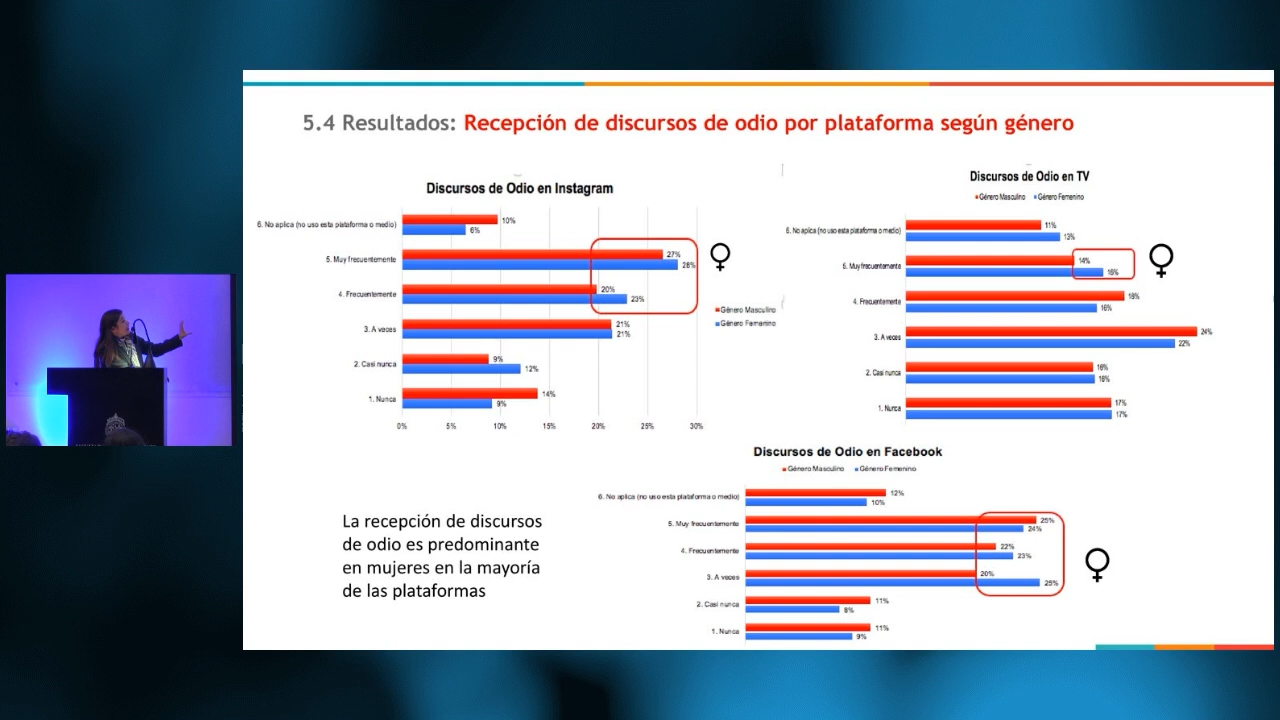 5.4 Resultados: Recepción de discursos de odio por plataforma según género
Discursos de Odio en Instagram
6. No aplica (no uso esta plataforma o medio)
10%
6%
5. Muy frecuentemente
27%
28%
4. Frecuentemente
20%
23%
3. A veces
21%
21%
2. Casi nunca
9%
12%
1. Nunca
14%
9%
0%
5%
10%
15%
20%
25%
30%
Género Masculino
Género Femenino
Discursos de Odio en TV
Género Masculino
Género Femenino
6. No aplica (no uso esta plataforma o medio)
11%
13%
5. Muy frecuentemente
14%
16%
4. Frecuentemente
18%
16%
3. A veces
24%
22%
2. Casi nunca
16%
16%
1. Nunca
17%
17%
Discursos de Odio en Facebook
Género Masculino
Género Femenino
6. No aplica (no uso esta plataforma o medio)
12%
10%
5. Muy frecuentemente
25%
24%
4. Frecuentemente
22%
23%
3. A veces
20%
25%
2. Casi nunca
11%
8%
1. Nunca
11%
9%
La recepción de discursos
de odio es predominante
en mujeres en la mayoría
de las plataformas